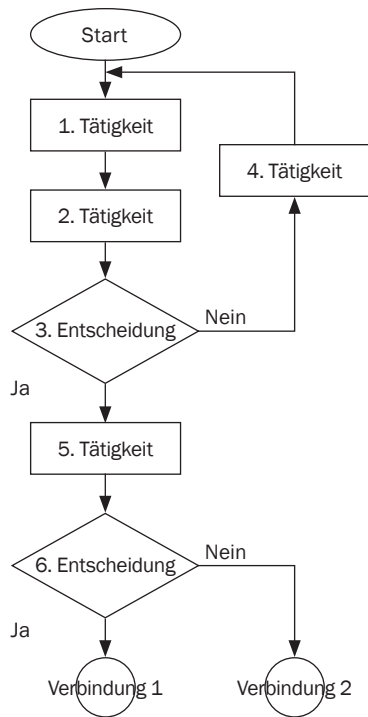 Start
1. Tätigkeit
4. Tätigkeit
2. Tätigkeit
3. Entscheidung
Nein
Ja
5. Tätigkeit
6. Entscheidung
Nein
Ja
Verbindung 1
Verbindung 2